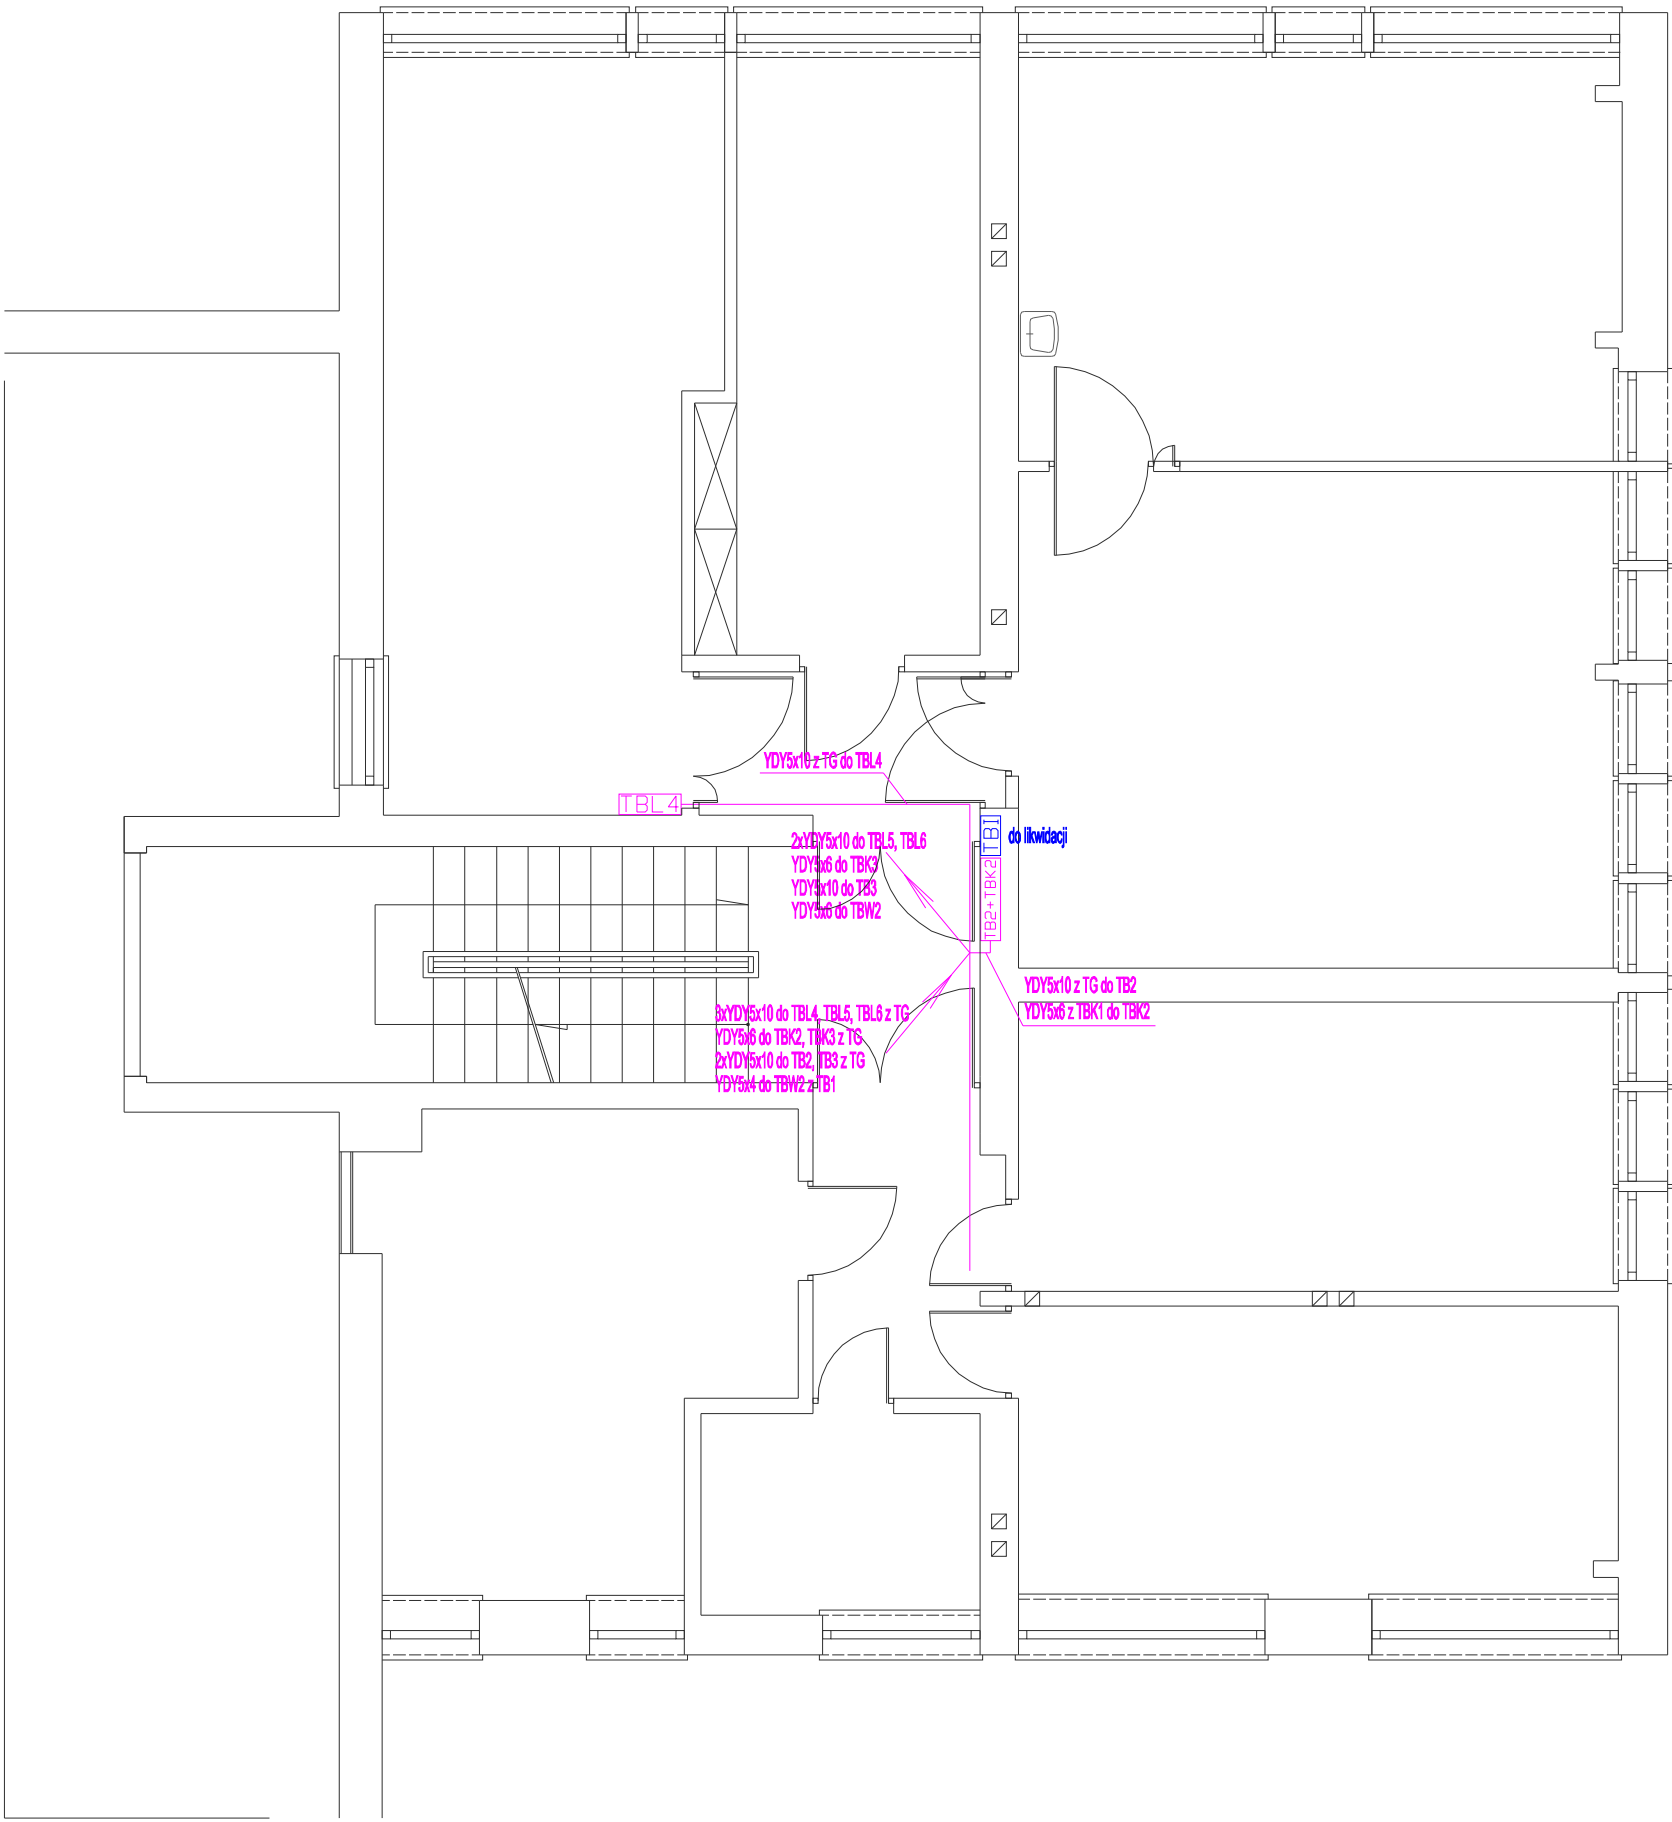 YDY5x10 z TG do TBL4
TBL4
TBI
do likwidacji
2xYDY5x10 do TBL5, TBL6
YDY5x6 do TBK3
YDY5x10 do TB3
YDY5x6 do TBW2
TB2+TBK2
YDY5x10 z TG do TB2
YDY5x6 z TBK1 do TBK2
3xYDY5x10 do TBL4, TBL5, TBL6 z TG
YDY5x6 do TBK2, TBK3 z TG
2xYDY5x10 do TB2, TB3 z TG
YDY5x4 do TBW2 z TB1